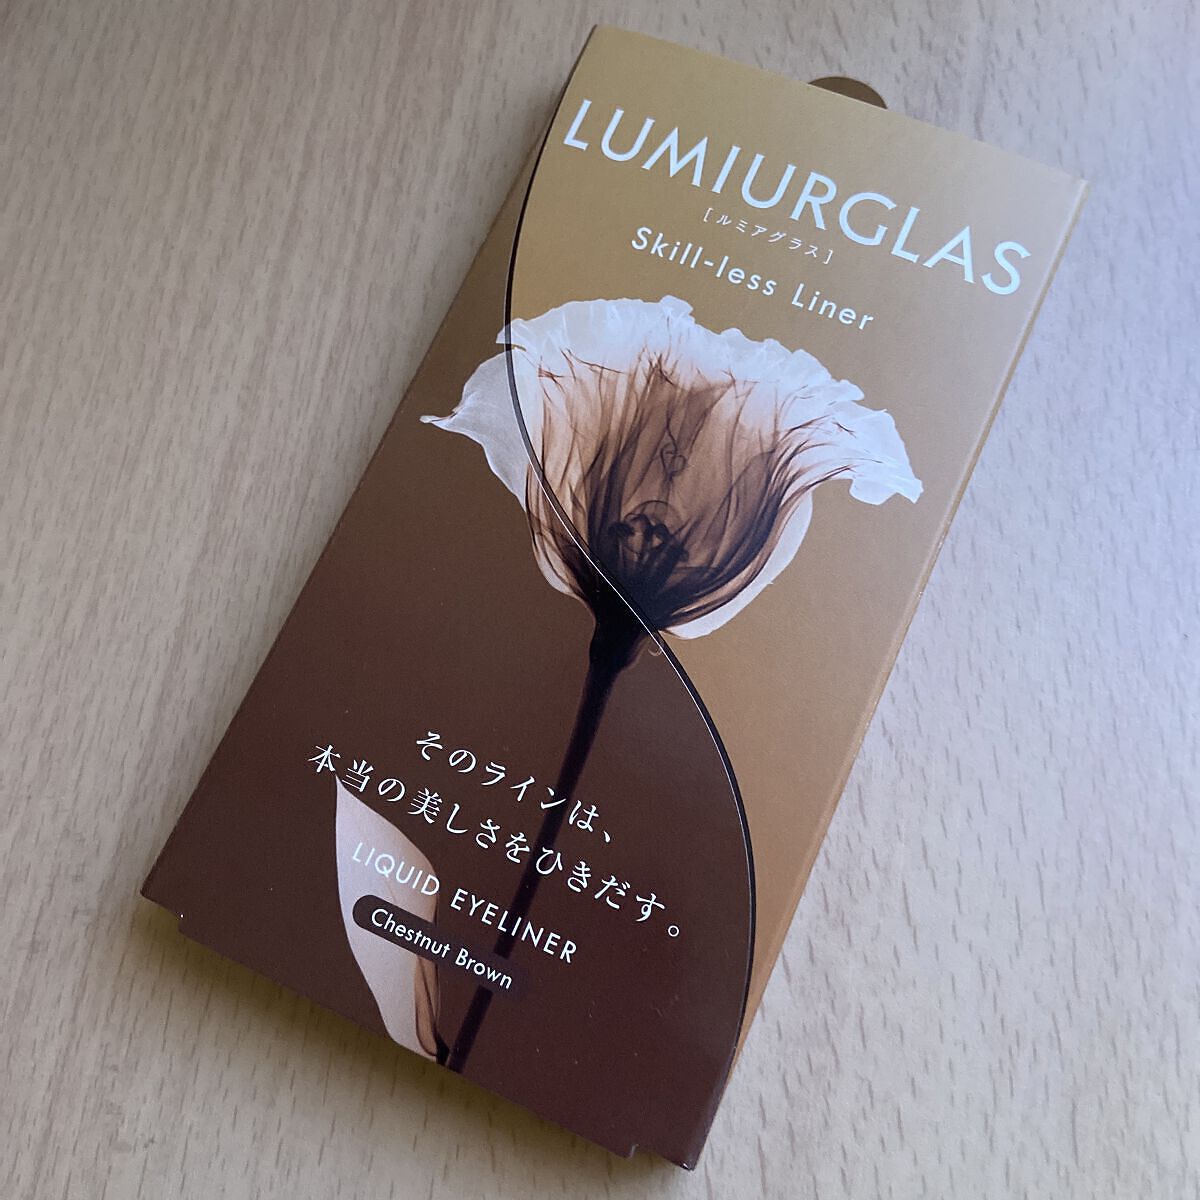 LUMIURGLAS
[ルミアグラス]
Skill-less Liner
そのラインは、
本当の美しさをひきだす。
LIQUID EYELINER
Chestnut Brown